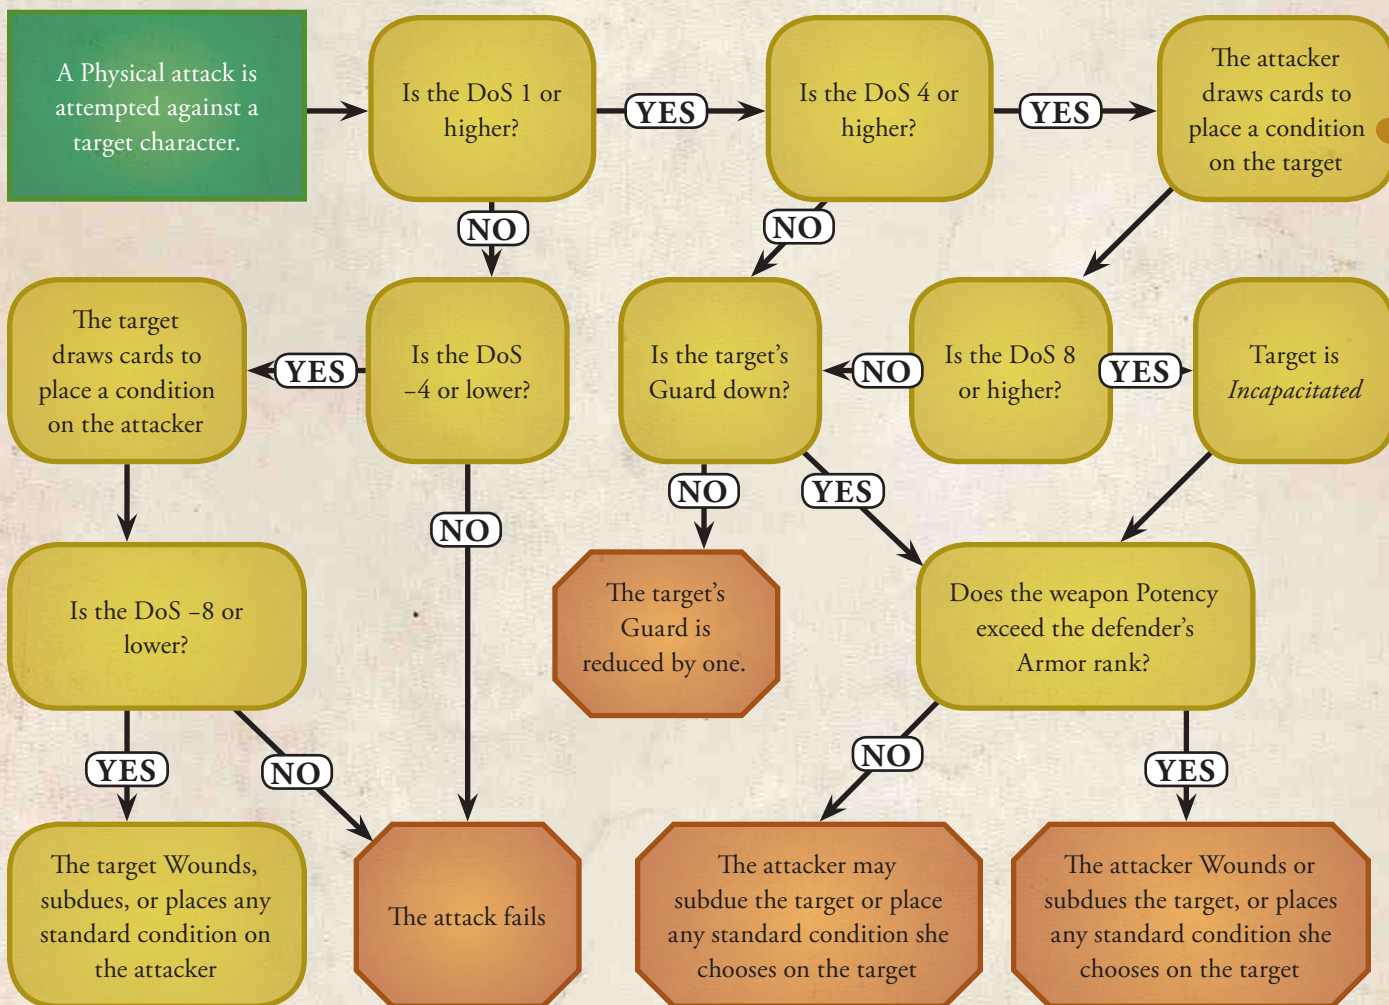 A Physical attack is
attempted against a
target character.
Is the DoS 1 or
higher?
YES
Is the DoS 4 or
higher?
YES
The attacker
draws cards to
place a condition
on the target
NO
NO
The target
draws cards to
place a condition
on the attacker
YES
Is the DoS
–4 or lower?
Is the target's
Guard down?
NO
Is the DoS 8
or higher?
YES
Target is
Incapacitated
NO
NO
YES
Is the DoS –8 or
lower?
The target's
Guard is
reduced by one.
Does the weapon Potency
exceed the defender's
Armor rank?
YES
NO
NO
YES
The target Wounds,
subdues, or places any
standard condition on
the attacker
The attack fails
The attacker may
subdue the target or place
any standard condition she
chooses on the target
The attacker Wounds or
subdues the target, or places
any standard condition she
chooses on the target